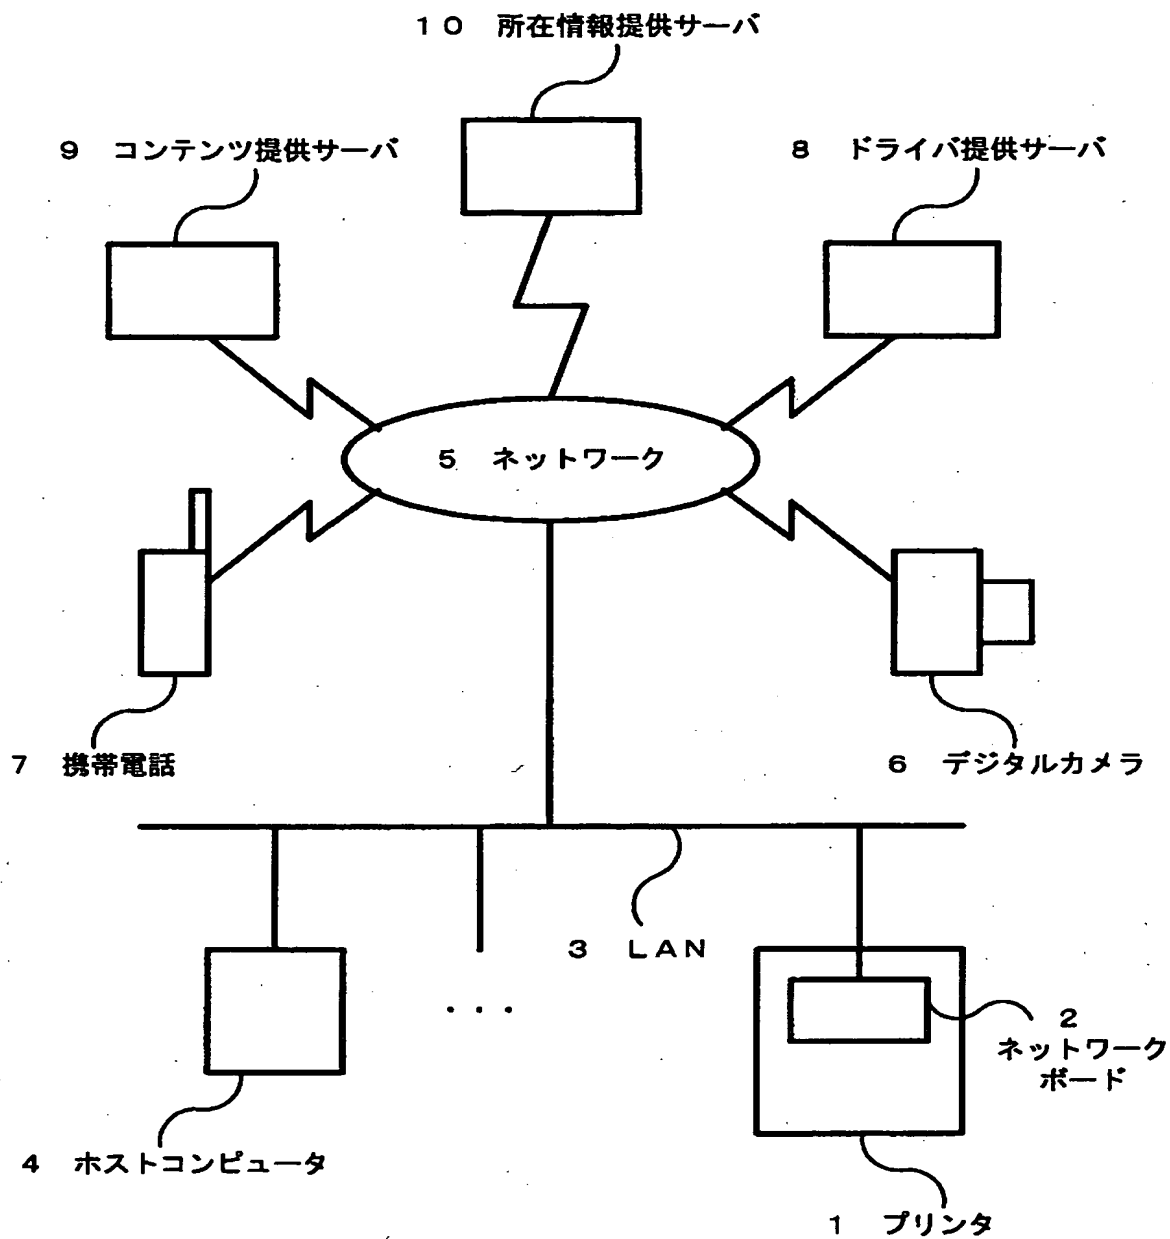 10 所在情報提供サーバ
9 コンテンツ提供サーバ
8 ドライバ提供サーバ
5 ネットワーク
7 携帯電話
6 デジタルカメラ
3 LAN
...
2
ネットワーク
ボード
4 ホストコンピュータ
1 プリンタ